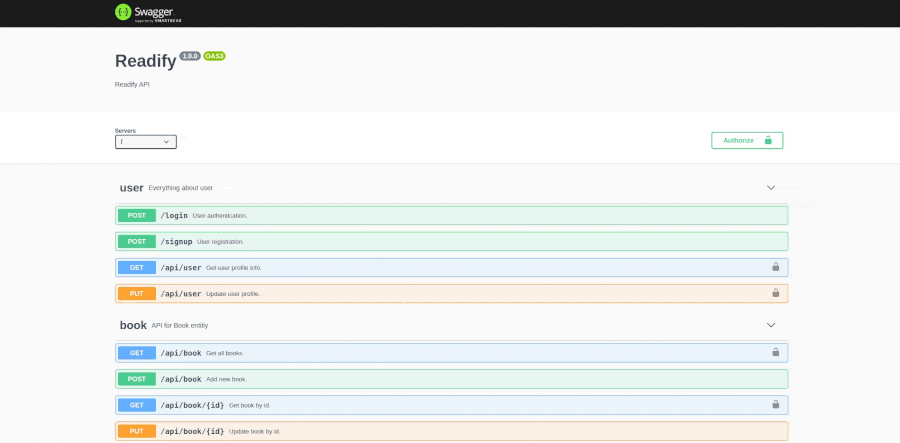 Swagger
supported by SMARTBEAR
Readify 1.0.0 OAS3
Readify API
Servers
/
Authorize
user Everything about user
POST /login User authentication.
POST /signup User registration.
GET /api/user Get user profile info.
PUT /api/user Update user profile.
book API for Book entitiy
GET /api/book Get all books.
POST /api/book Add new book.
GET /api/book/{id} Get book by id.
PUT /api/book/{id} Update book by id.